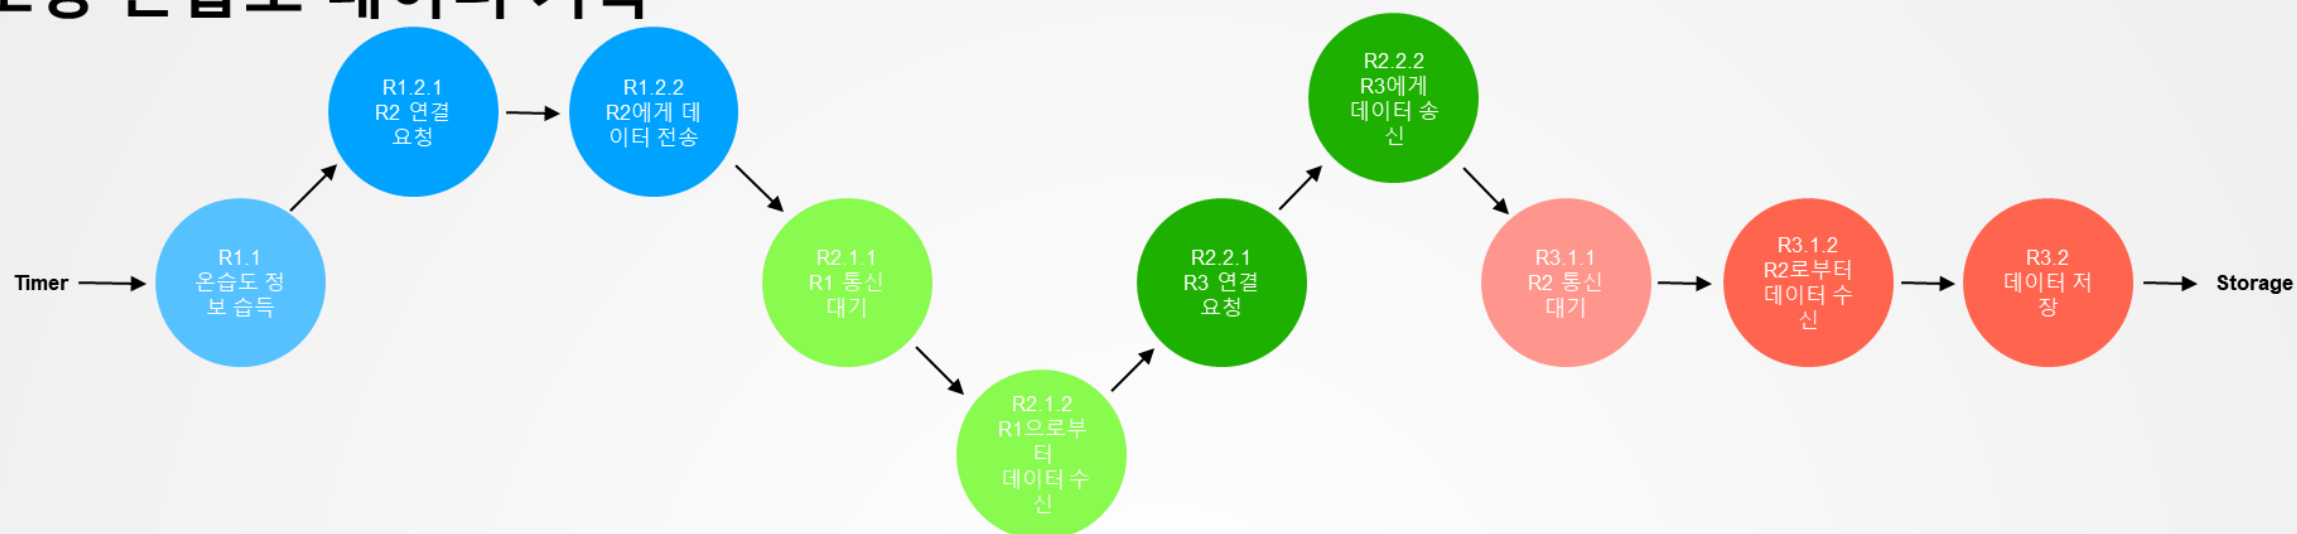 Timer
R1.1
온습도 정
보 습득
R1.2.1
R2 연결
요청
R1.2.2
R2에게 데
이터 전송
R2.1.1
R1 통신
대기
R2.1.2
R1으로부
터
데이터 수
신
R2.2.1
R3 연결
요청
R2.2.2
R3에게
데이터 송
신
R3.1.1
R2 통신
대기
R3.1.2
R2로부터
데이터 수
신
R3.2
데이터 저
장
Storage